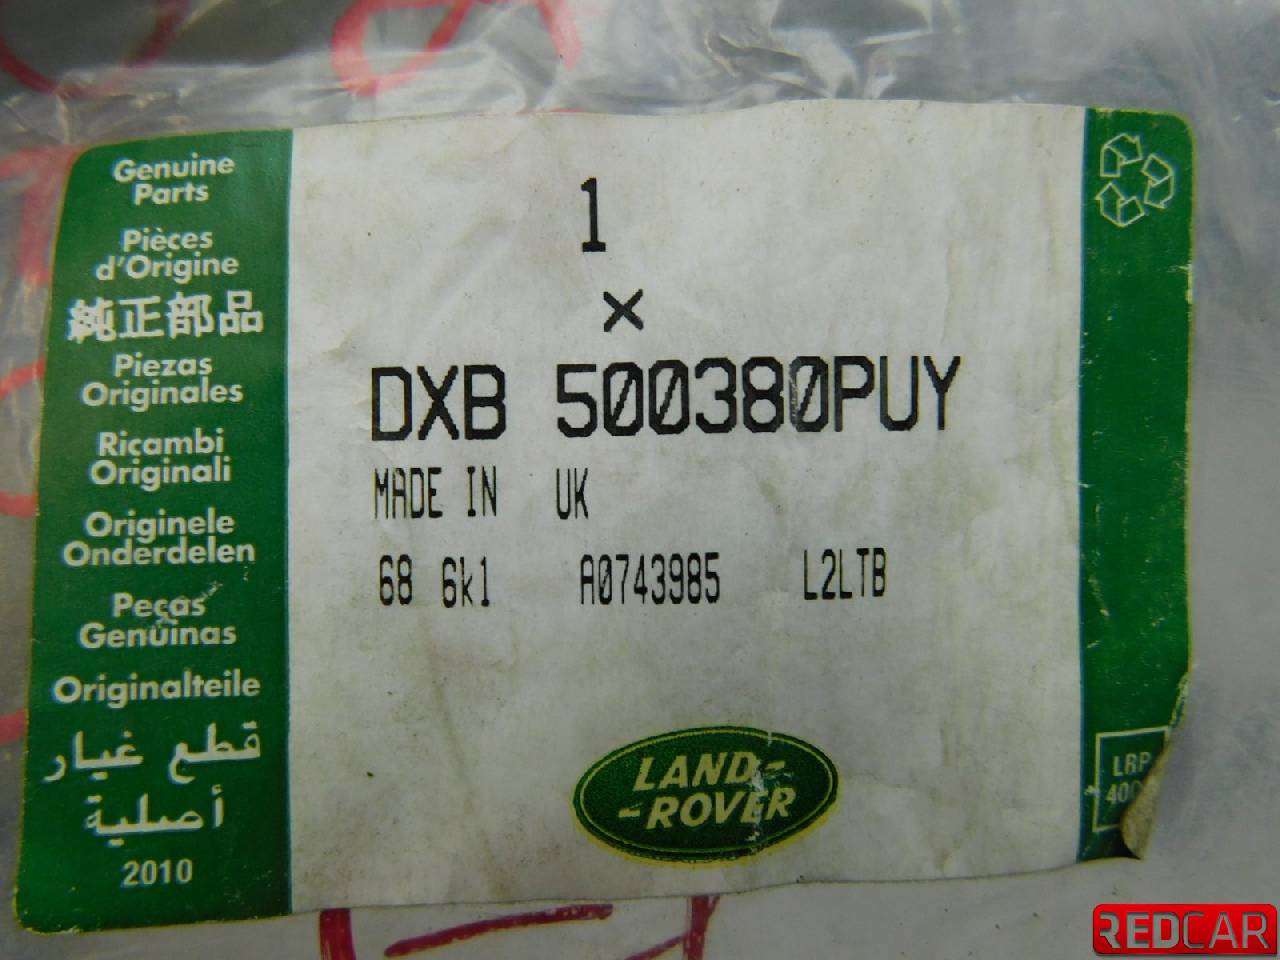 Genuine
Parts
Pièces
d'Origine
純正部品
Piezas
Originales
Ricambi
Originali
Originele
Onderdelen
Peças
Genuinas
Originalteile
قطع غيار
أصلية
2010
1
x
DXB 500380PUY
MADE IN UK
68 6k1 A0743985 L2LTB
LAND-
-ROVER
REDCAR